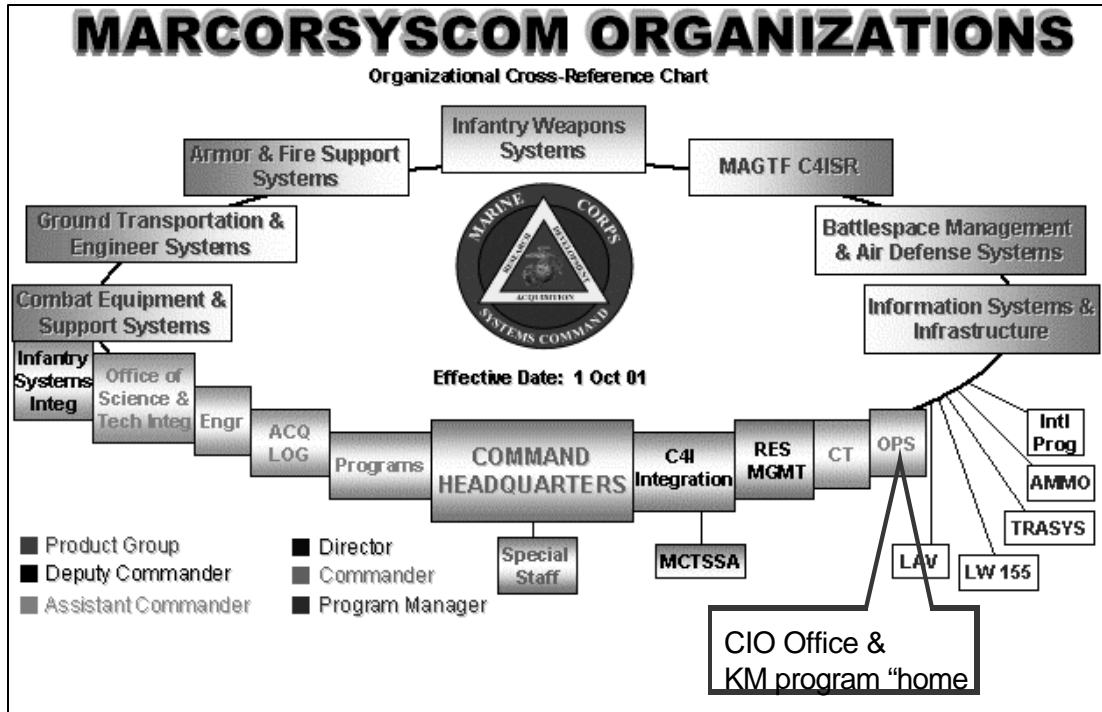 MARCORSYSCOM ORGANIZATIONS
Organizational Cross-Reference Chart
Infantry Weapons
Systems
Armor & Fire Support
Systems
MAGTF C4ISR
Ground Transportation &
Engineer Systems
Battlespace Management
& Air Defense Systems
Combat Equipment &
Support Systems
Information Systems &
Infrastructure
MARINE CORPS
RESEARCH
DEVELOPMENT
ACQUISITION
SYSTEMS COMMAND
Effective Date: 1 Oct 01
Infantry
Systems
Integ
Office of
Science &
Tech Integ
Engr
ACQ
LOG
Programs
COMMAND
HEADQUARTERS
C4I
Integration
RES
MGMT
CT
OPS
Intl
Prog
AMMO
TRASYS
LW 155
LAV
Special
Staff
MCTSSA
Product Group
Deputy Commander
Assistant Commander
Director
Commander
Program Manager
CIO Office &
KM program “home